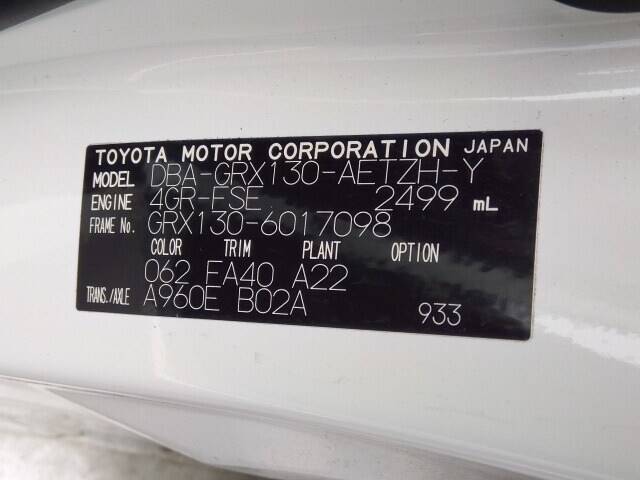 TOYOTA MOTOR CORPORATION JAPAN
MODEL DBA-GRX130-AETZH-Y
ENGINE 4GR-FSE 2499 mL
FRAME No. GRX130-6017098
COLOR TRIM PLANT OPTION
062 FA40 A22
TRANS./AXLE A960E B02A
933